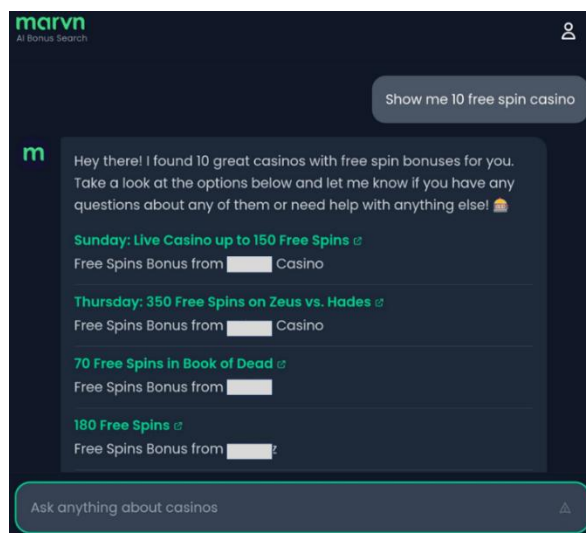 marvn
AI Bonus Search
Show me 10 free spin casino
m
Hey there! I found 10 great casinos with free spin bonuses for you.
Take a look at the options below and let me know if you have any
questions about any of them or need help with anything else! 🎰
Sunday: Live Casino up to 150 Free Spins
Free Spins Bonus from Casino
Thursday: 350 Free Spins on Zeus vs. Hades
Free Spins Bonus from Casino
70 Free Spins in Book of Dead
Free Spins Bonus from
180 Free Spins
Free Spins Bonus from
Ask anything about casinos